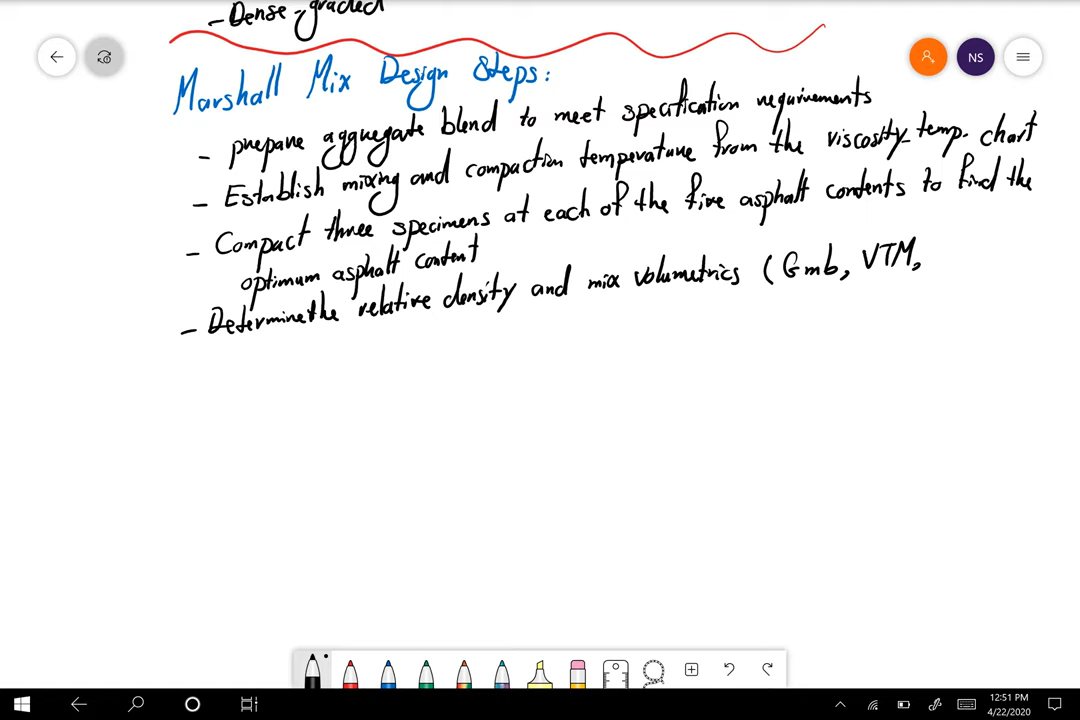 - Dense-graded
NS
Marshall Mix Design Steps:
- prepare aggregate blend to meet specification requirements
- Establish mixing and compaction temperature from the viscosity-temp. chart
- Compact three specimens at each of the five asphalt contents to find the
optimum asphalt content
- Determine the relative density and mix volumetrics (Gmb, VTM,
12:51 PM
4/22/2020